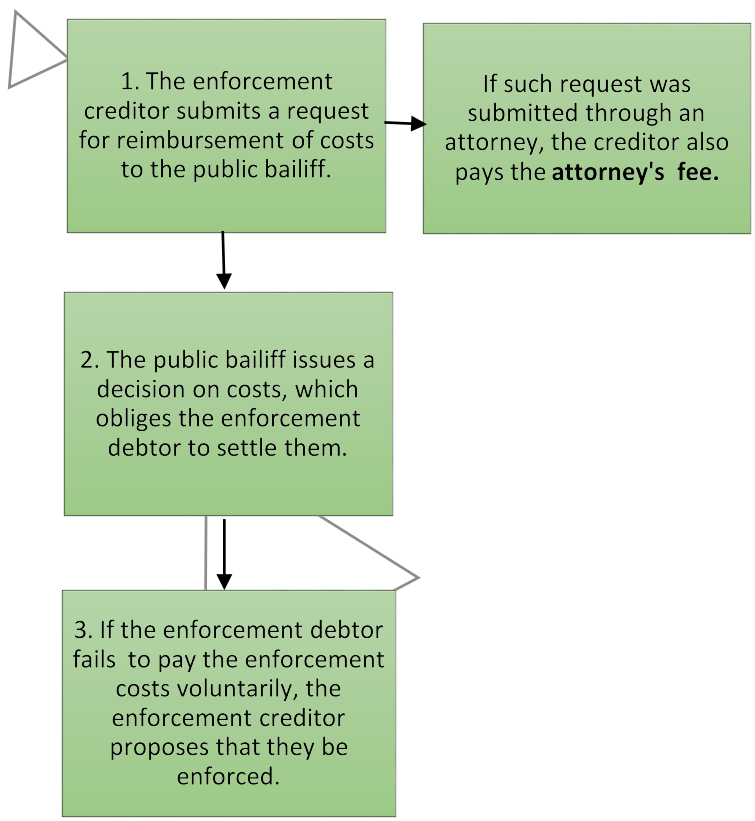 1. The enforcement
creditor submits a request
for reimbursement of costs
to the public bailiff.
If such request was
submitted through an
attorney, the creditor also
pays the attorney's  fee.
2. The public bailiff issues a
decision on costs, which
obliges the enforcement
debtor to settle them.
3. If the enforcement debtor
fails  to pay the enforcement
costs voluntarily, the
enforcement creditor
proposes that they be
enforced.